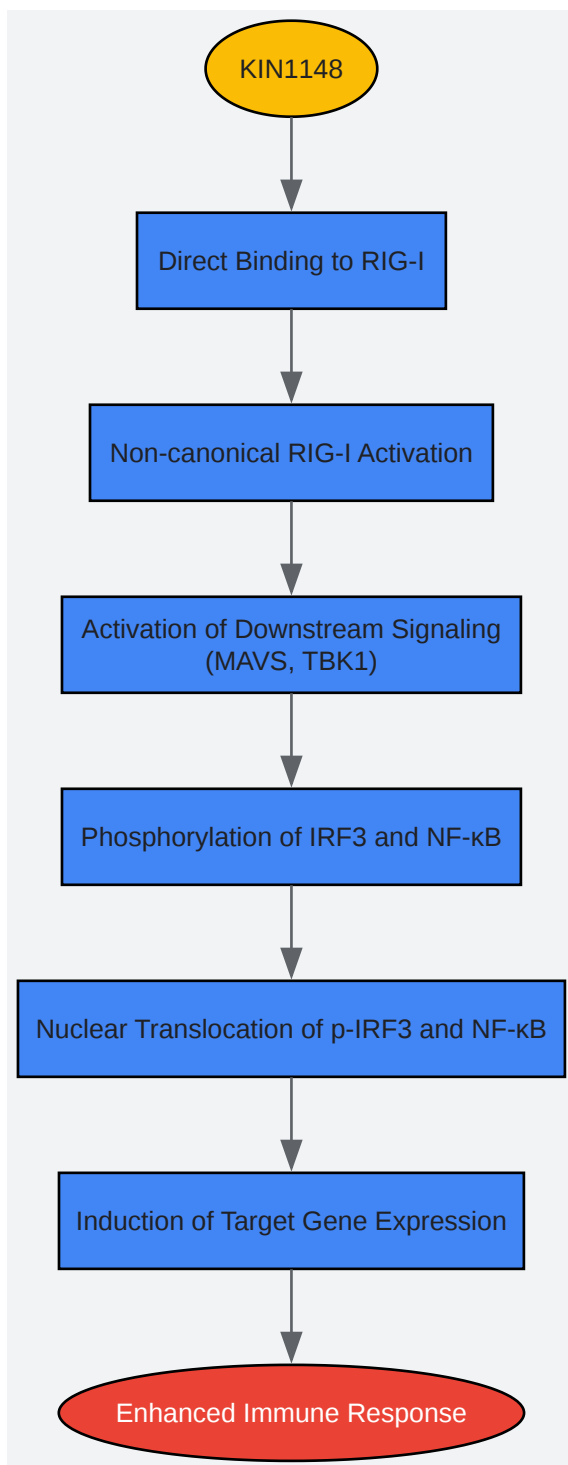 KIN1148
Direct Binding to RIG-I
Non-canonical RIG-I Activation
Activation of Downstream Signaling
(MAVS, TBK1)
Phosphorylation of IRF3 and NF-κB
Nuclear Translocation of p-IRF3 and NF-κB
Induction of Target Gene Expression
Enhanced Immune Response